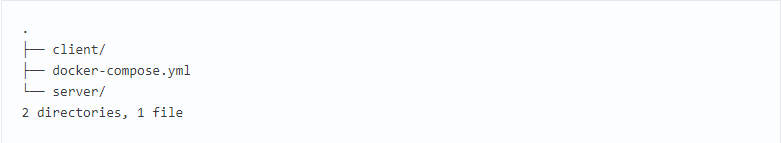 .
├── client/
├── docker-compose.yml
└── server/
2 directories, 1 file